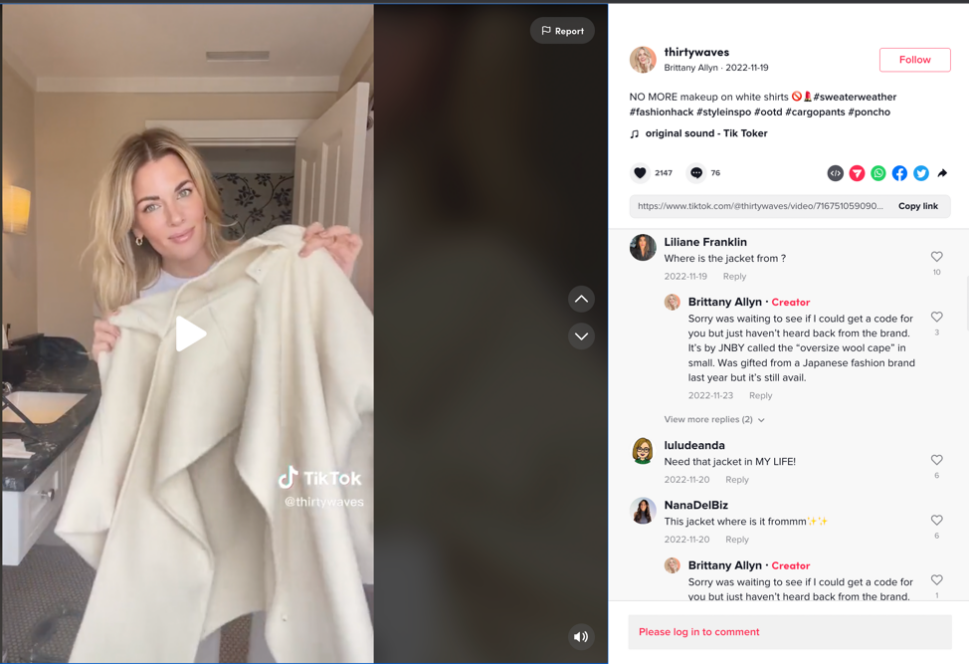 Report
thirtywaves
Brittany Allyn · 2022-11-19
Follow
NO MORE makeup on white shirts 🚫💄#sweaterweather
#fashionhack #styleinspo #ootd #cargopants #poncho
♫ original sound - Tik Toker
2147
76
https://www.tiktok.com/@thirtywaves/video/716751059090...
Copy link
Liliane Franklin
Where is the jacket from ?
2022-11-19 Reply
10
Brittany Allyn · Creator
Sorry was waiting to see if I could get a code for
you but just haven't heard back from the brand.
It's by JNBY called the “oversize wool cape” in
small. Was gifted from a Japanese fashion brand
last year but it's still avail.
3
2022-11-23 Reply
View more replies (2)
luludeanda
Need that jacket in MY LIFE!
2022-11-20 Reply
6
NanaDelBiz
This jacket where is it frommm✨✨
2022-11-20 Reply
6
Brittany Allyn · Creator
Sorry was waiting to see if I could get a code for
you but just haven't heard back from the brand.
1
Please log in to comment
TikTok
@thirtywaves